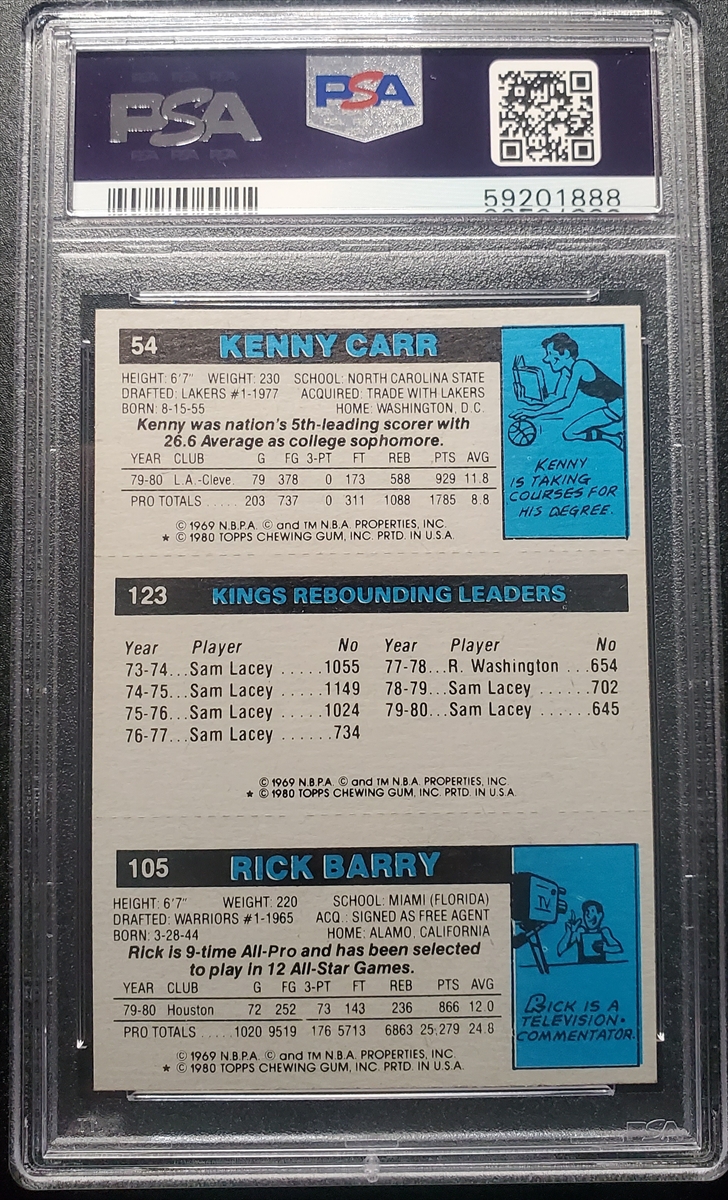 PSA PSA PSA
PSA
PSA PSA PSA
PSA
59201888
54 KENNY CARR
HEIGHT: 6'7" WEIGHT: 230 SCHOOL: NORTH CAROLINA STATE
DRAFTED: LAKERS #1-1977 ACQUIRED: TRADE WITH LAKERS
BORN: 8-15-55 HOME: WASHINGTON, D.C.
Kenny was nation's 5th-leading scorer with
26.6 Average as college sophomore.
YEAR CLUB G FG 3-PT FT REB PTS AVG
79-80 L.A.-Cleve. 79 378 0 173 588 929 11.8
PRO TOTALS ..... 203 737 0 311 1088 1785 8.8
© 1969 N.B.P.A. © and TM N.B.A. PROPERTIES, INC.
★ © 1980 TOPPS CHEWING GUM, INC. PRTD. IN U.S.A.
KENNY
IS TAKING
COURSES FOR
HIS DEGREE.
123 KINGS REBOUNDING LEADERS
Year Player No Year Player No
73-74...Sam Lacey .....1055 77-78...R. Washington ...654
74-75...Sam Lacey .....1149 78-79...Sam Lacey ......702
75-76...Sam Lacey .....1024 79-80...Sam Lacey ......645
76-77...Sam Lacey ......734
© 1969 N.B.P.A. © and TM N.B.A. PROPERTIES, INC.
★ © 1980 TOPPS CHEWING GUM, INC. PRTD. IN U.S.A.
105 RICK BARRY
HEIGHT: 6'7" WEIGHT: 220 SCHOOL: MIAMI (FLORIDA)
DRAFTED: WARRIORS #1-1965 ACQ.: SIGNED AS FREE AGENT
BORN: 3-28-44 HOME: ALAMO, CALIFORNIA
Rick is 9-time All-Pro and has been selected
to play in 12 All-Star Games.
YEAR CLUB G FG 3-PT FT REB PTS AVG
79-80 Houston 72 252 73 143 236 866 12.0
PRO TOTALS ..... 1020 9519 176 5713 6863 25,279 24.8
© 1969 N.B.P.A. © and TM N.B.A. PROPERTIES, INC.
★ © 1980 TOPPS CHEWING GUM, INC. PRTD. IN U.S.A.
TV
RICK IS A
TELEVISION
COMMENTATOR.
PSA